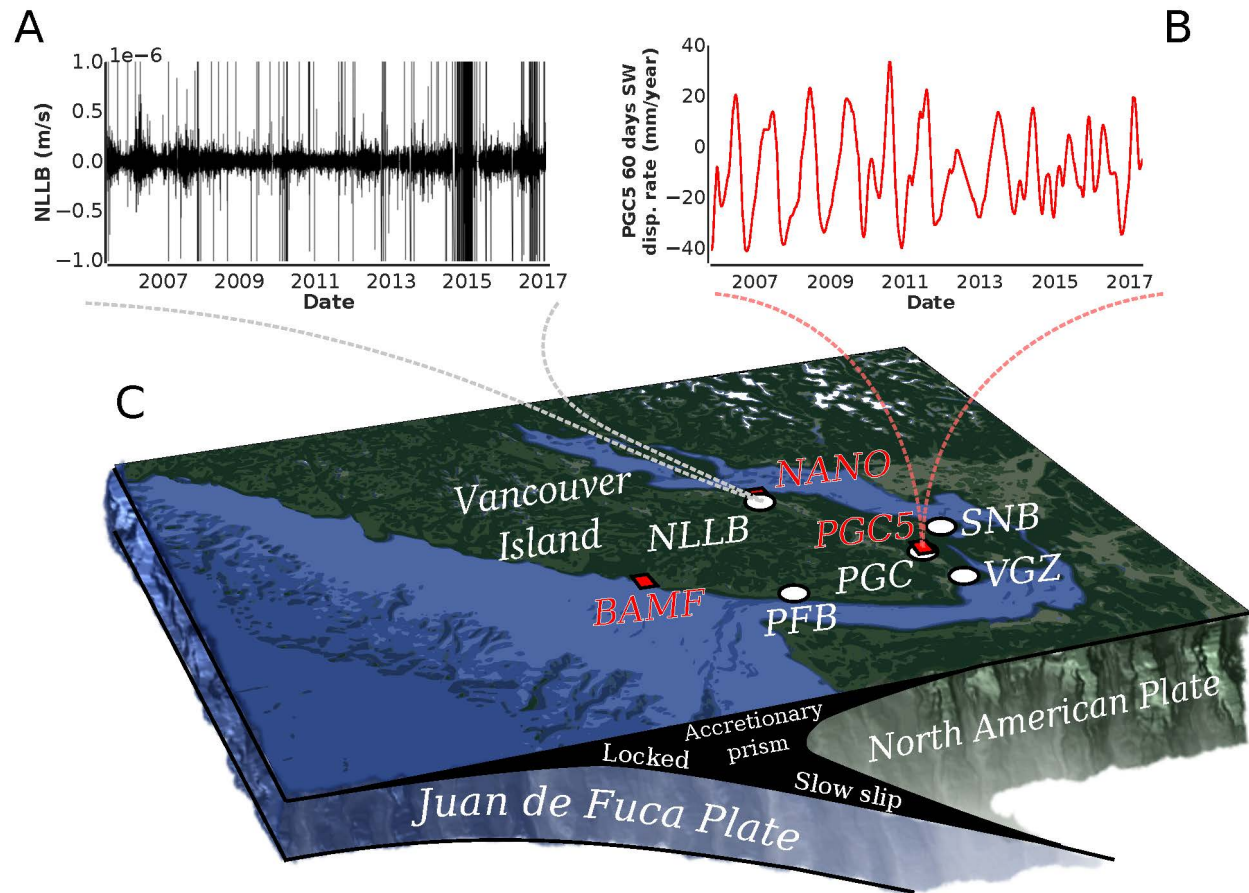 A
1e-6
NLLB (m/s)
1.0
0.5
0.0
−0.5
−1.0
2007 2009 2011 2013 2015 2017
Date
B
PGC5 60 days SW
disp. rate (mm/year)
40
20
0
−20
−40
2007 2009 2011 2013 2015 2017
Date
C
Vancouver
Island
NANO
NLLB
PGC5
SNB
PGC
VGZ
BAMF
PFB
Accretionary
prism
Locked
Slow slip
North American Plate
Juan de Fuca Plate